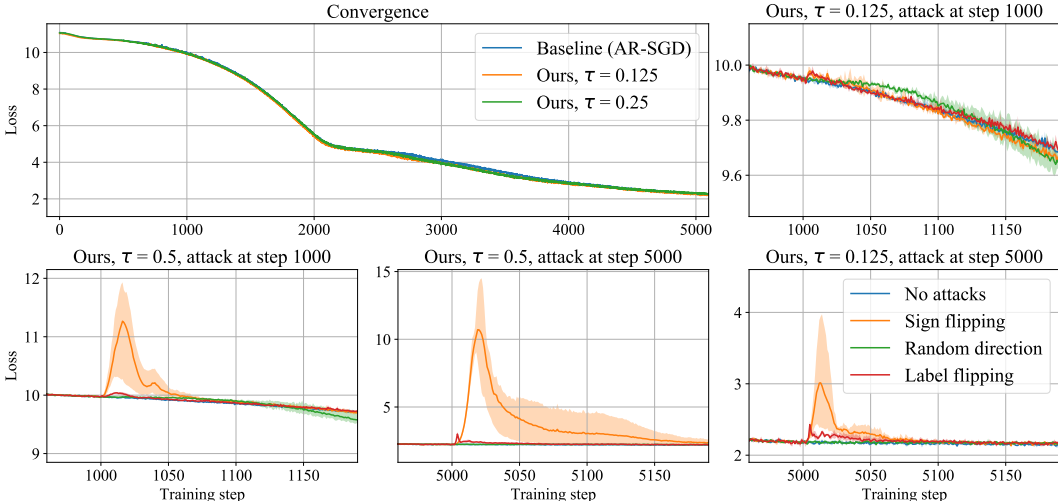 Convergence
Loss
10
8
6
4
2
0
1000
2000
3000
4000
5000
Baseline (AR-SGD)
Ours, τ = 0.125
Ours, τ = 0.25
Ours, τ = 0.125, attack at step 1000
10.0
9.8
9.6
1000
1050
1100
1150
Ours, τ = 0.5, attack at step 1000
Loss
12
11
10
9
1000
1050
1100
1150
Training step
Ours, τ = 0.5, attack at step 5000
15
10
5
5000
5050
5100
5150
Training step
Ours, τ = 0.125, attack at step 5000
4
3
2
5000
5050
5100
5150
Training step
No attacks
Sign flipping
Random direction
Label flipping